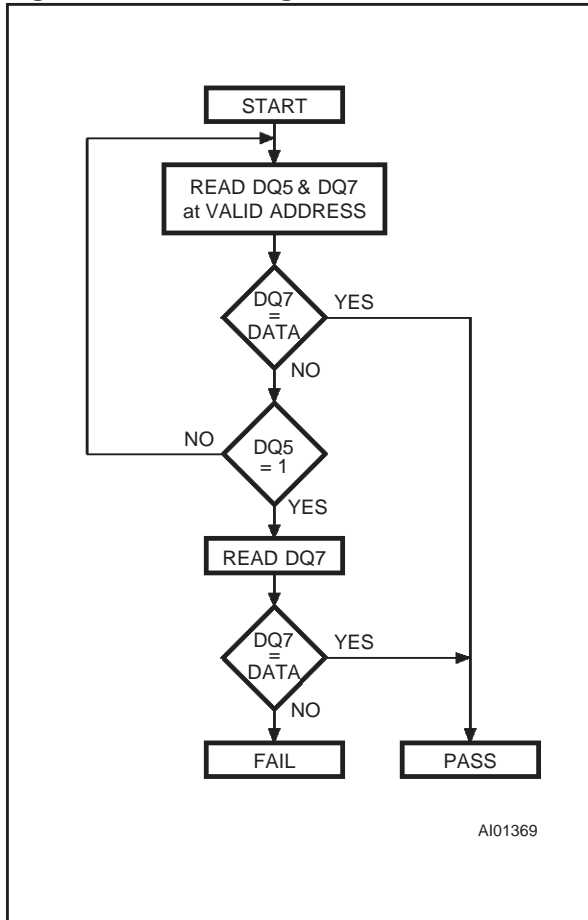 START
READ DQ5 & DQ7
at VALID ADDRESS
DQ7
=
DATA
YES
NO
DQ5
= 1
NO
YES
READ DQ7
DQ7
=
DATA
YES
NO
FAIL
PASS
AI01369